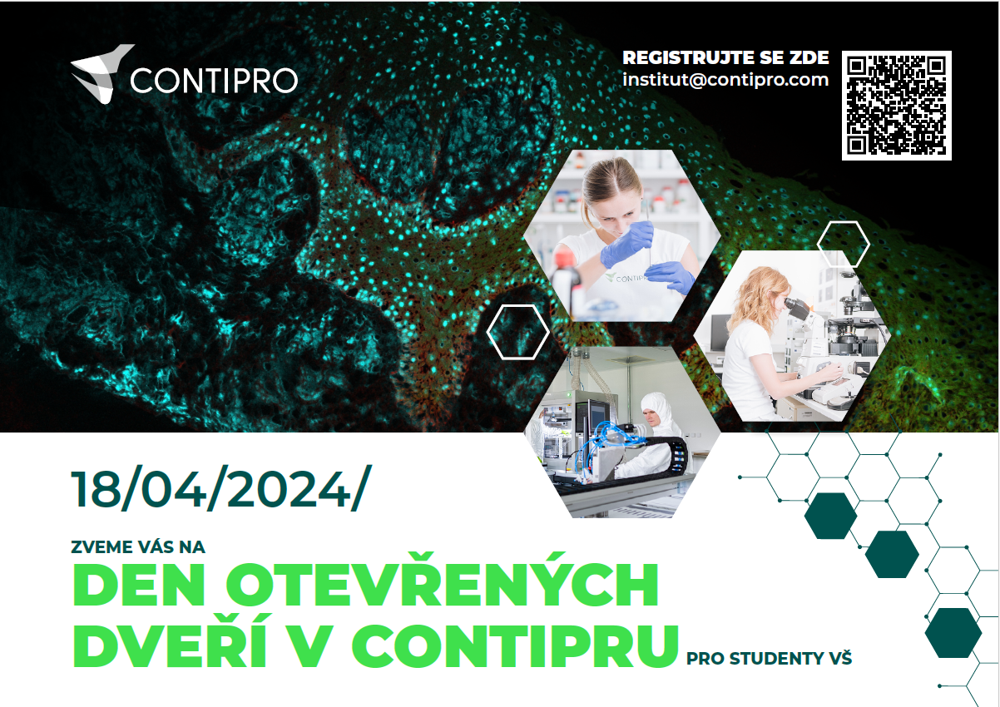 CONTIPRO
REGISTRUJTE SE ZDE
institut@contipro.com
18/04/2024/
ZVEME VÁS NA
DEN OTEVŘENÝCH
DVEŘÍ V CONTIPRU PRO STUDENTY VŠ